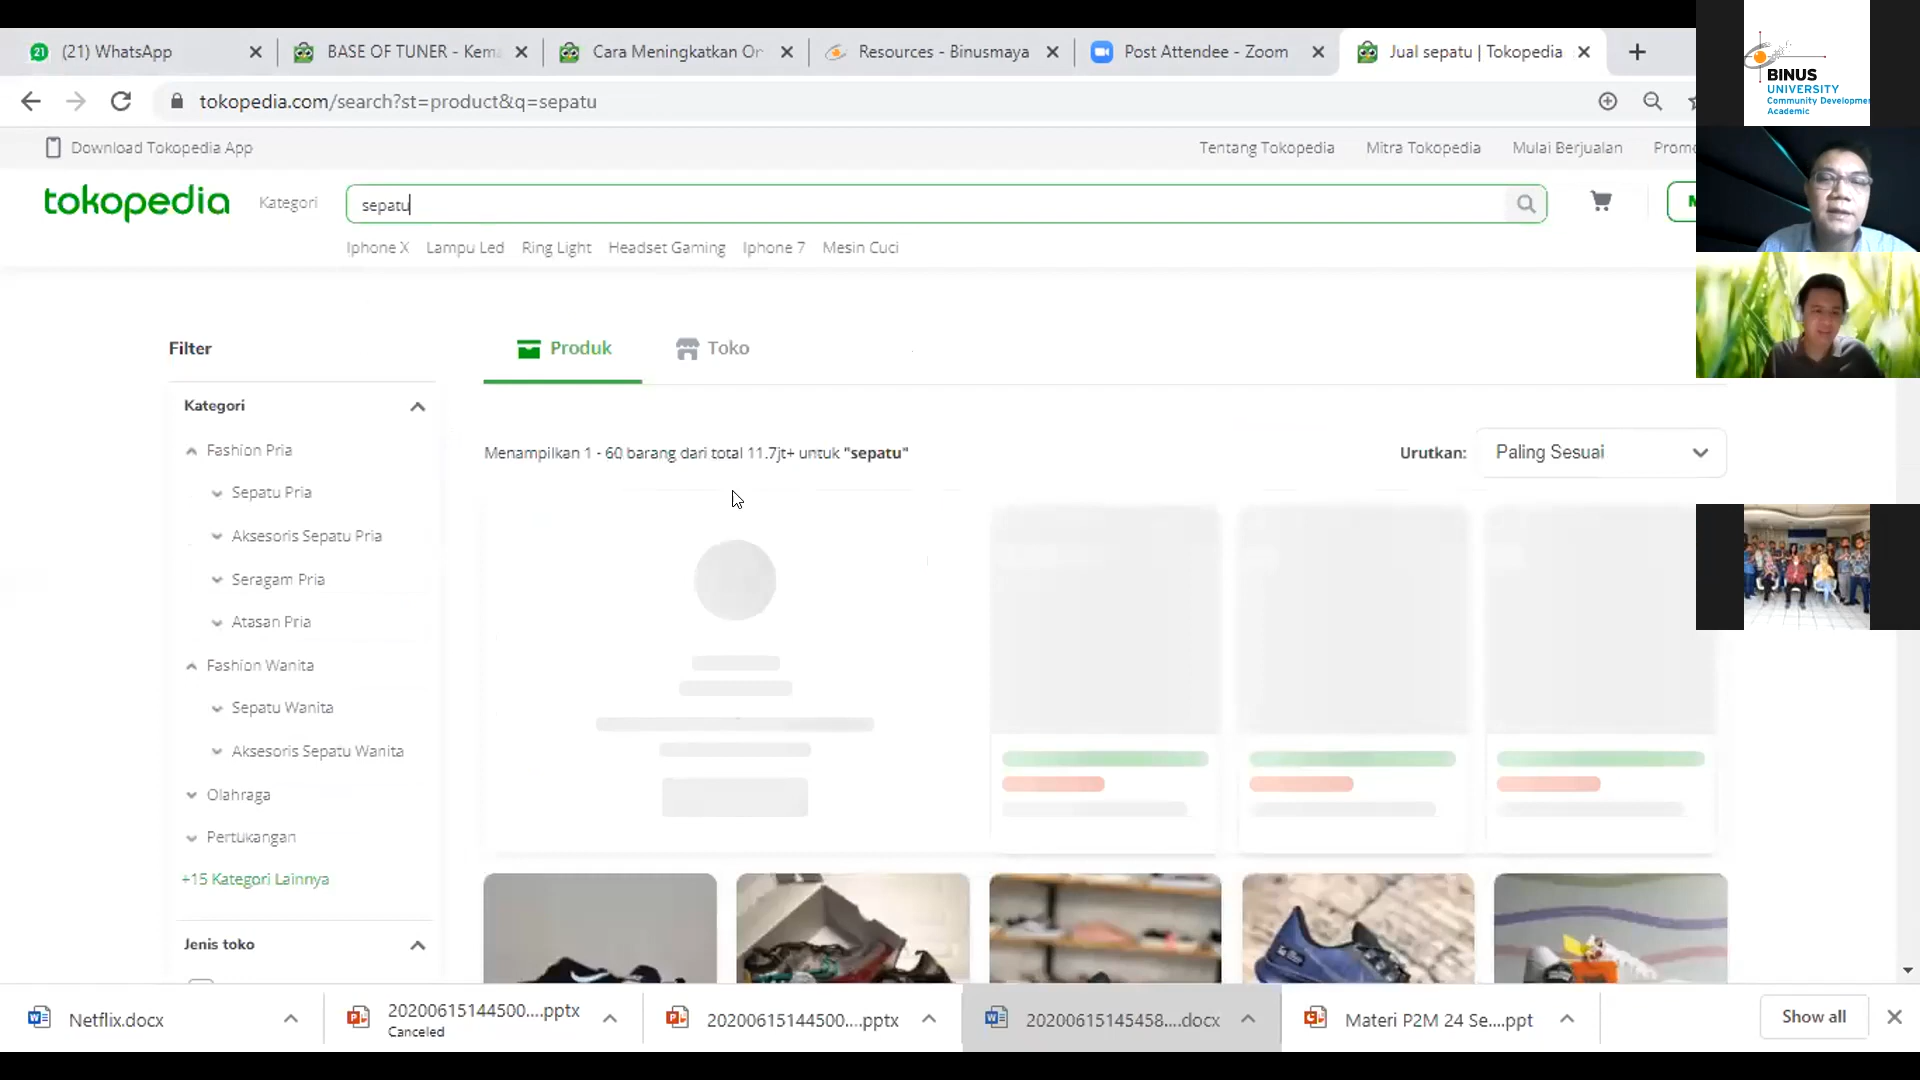 (21) WhatsApp
BASE OF TUNER - Kema
Cara Meningkatkan Or
Resources - Binusmaya
Post Attendee - Zoom
Jual sepatu | Tokopedia
tokopedia.com/search?st=product&q=sepatu
Download Tokopedia App
Tentang Tokopedia
Mitra Tokopedia
Mulai Berjualan
Promo
tokopedia
Kategori
sepatu
Iphone X
Lampu Led
Ring Light
Headset Gaming
Iphone 7
Mesin Cuci
Filter
Produk
Toko
Kategori
Fashion Pria
Sepatu Pria
Aksesoris Sepatu Pria
Seragam Pria
Atasan Pria
Fashion Wanita
Sepatu Wanita
Aksesoris Sepatu Wanita
Olahraga
Pertukangan
+15 Kategori Lainnya
Jenis toko
Menampilkan 1 - 60 barang dari total 11.7jt+ untuk "sepatu"
Urutkan:
Paling Sesuai
BINUS
UNIVERSITY
Community Developme
Academic
Netflix.docx
20200615144500....pptx
Canceled
20200615144500....pptx
20200615145458....docx
Materi P2M 24 Se....ppt
Show all